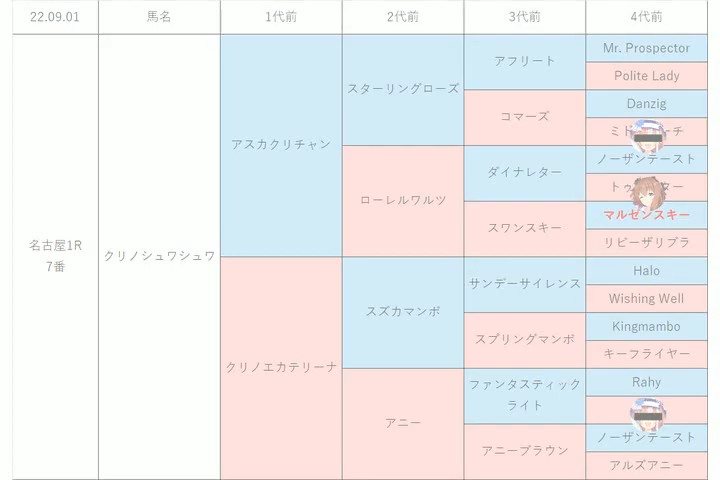 22.09.01
馬名
1代前
2代前
3代前
4代前
名古屋1R
7番
クリノシュワシュワ
アスカクリチャン
スターリングローズ
アフリート
Mr. Prospector
Polite Lady
コマーズ
Danzig
ローレルワルツ
ダイナレター
ノーザンテースト
スワンスキー
マルゼンスキー
リビーザリプラ
クリノエカテリーナ
スズカマンボ
サンデーサイレンス
Halo
Wishing Well
スプリングマンボ
Kingmambo
キーフライヤー
アニー
ファンタスティック
ライト
Rahy
アニーブラウン
ノーザンテースト
アルズアニー